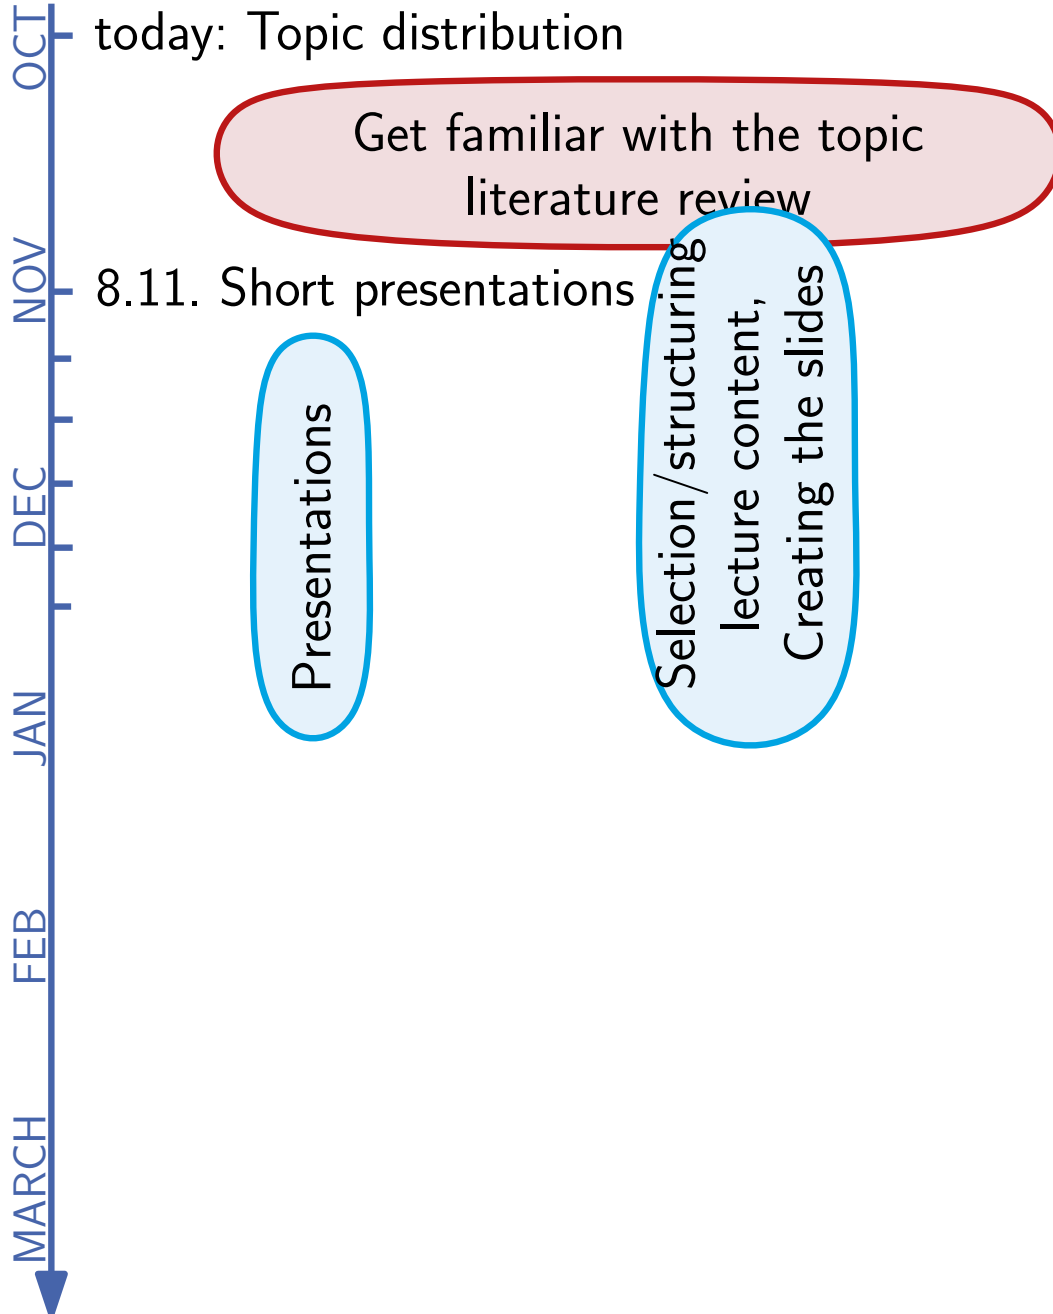 OCT
today: Topic distribution
Get familiar with the topic
literature review
NOV
8.11. Short presentations
Presentations
Selection/structuring
lecture content,
Creating the slides
DEC
JAN
FEB
MARCH